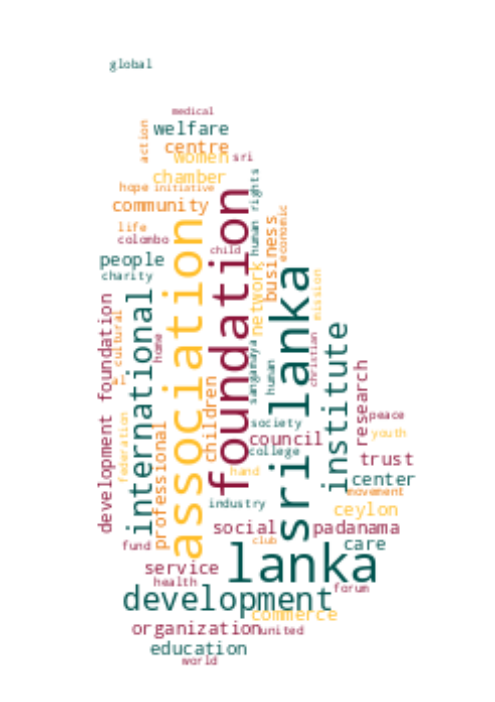 global
medical
action
welfare
centre
women
sri
chamber
hope
initiative
human rights
community
economic
life
colombo
child
business
people
charity
association
foundation
network
sri lanka
mission
international
development foundation
cultural
home
institute
sangamaya
human
christian
art
children
research
peace
federation
professional
society
council
youth
college
trust
hand
center
movement
industry
ceylon
social
padanama
fund
club
care
service
lanka
health
forum
development
commerce
organization
united
education
world